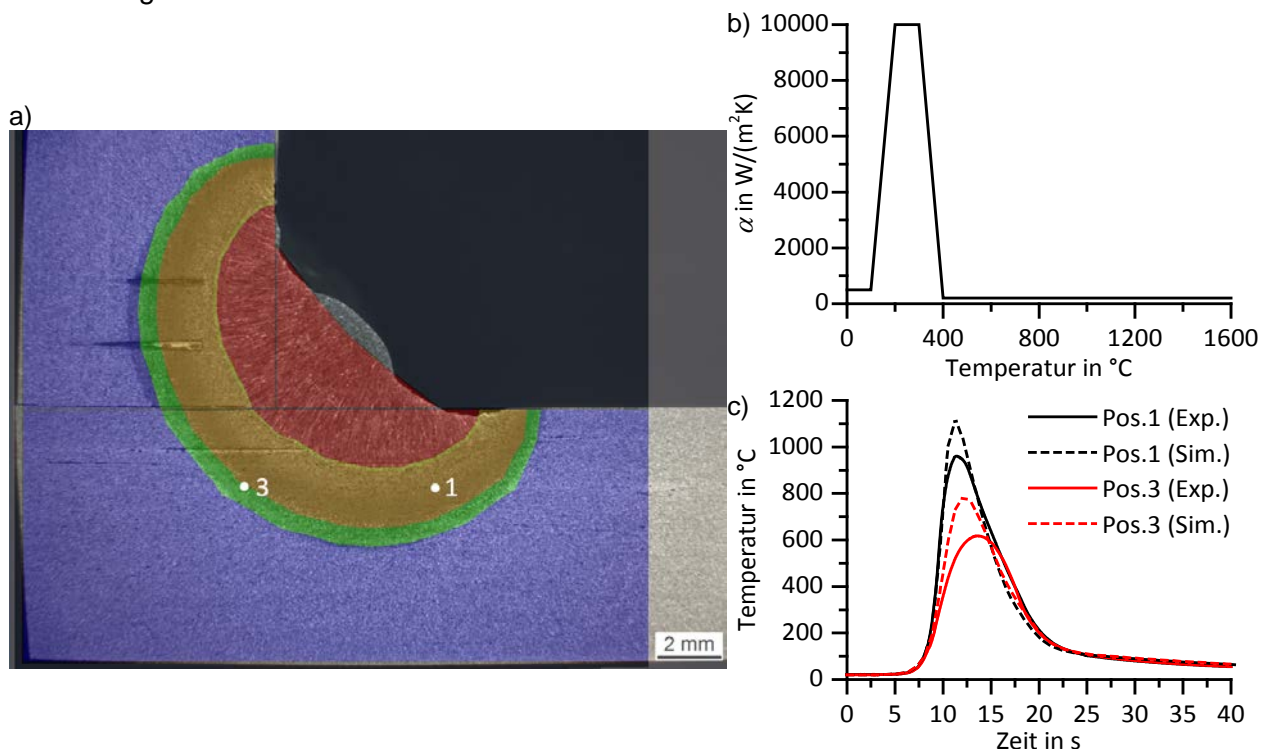 a)
3
1
2 mm
b)
10000
8000
6000
4000
2000
0
α in W/(m²K)
0 400 800 1200 1600
Temperatur in °C
c)
1200
1000
800
600
400
200
0
Temperatur in °C
Pos.1 (Exp.)
Pos.1 (Sim.)
Pos.3 (Exp.)
Pos.3 (Sim.)
0 5 10 15 20 25 30 35 40
Zeit in s